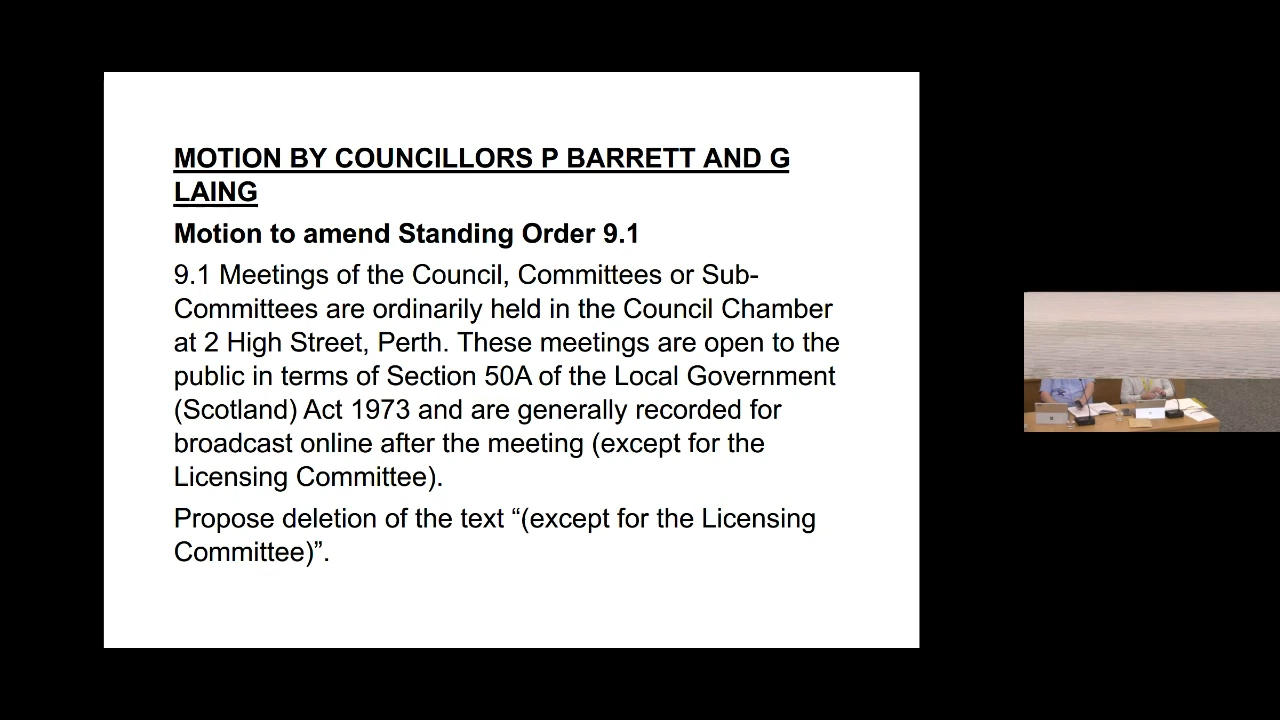 MOTION BY COUNCILLORS P BARRETT AND G
LAING
Motion to amend Standing Order 9.1
9.1 Meetings of the Council, Committees or Sub-
Committees are ordinarily held in the Council Chamber
at 2 High Street, Perth. These meetings are open to the
public in terms of Section 50A of the Local Government
(Scotland) Act 1973 and are generally recorded for
broadcast online after the meeting (except for the
Licensing Committee).
Propose deletion of the text “(except for the Licensing
Committee)”.